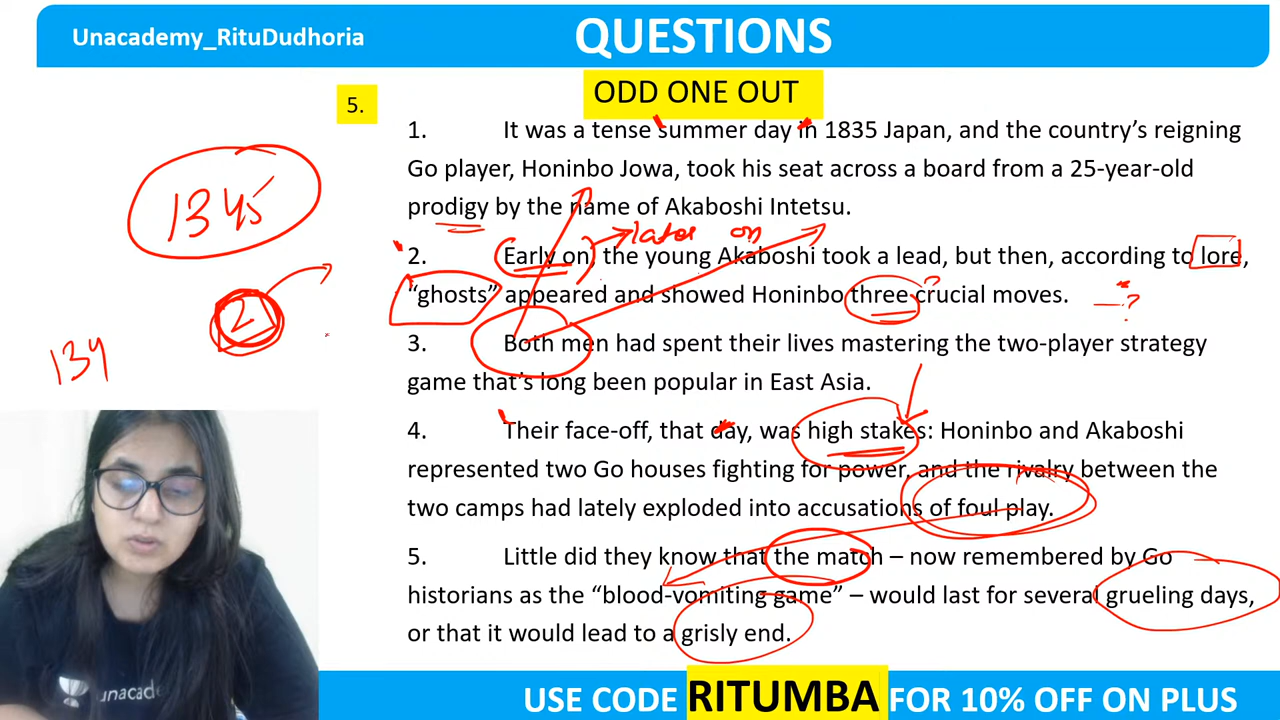 Unacademy_RituDudhoria
QUESTIONS
ODD ONE OUT
5.
1. It was a tense summer day in 1835 Japan, and the country's reigning
Go player, Honinbo Jowa, took his seat across a board from a 25-year-old
prodigy by the name of Akaboshi Intetsu.
later on
2. Early on, the young Akaboshi took a lead, but then, according to lore,
"ghosts" appeared and showed Honinbo three crucial moves.
?
?
3. Both men had spent their lives mastering the two-player strategy
game that's long been popular in East Asia.
4. Their face-off, that day, was high stakes: Honinbo and Akaboshi
represented two Go houses fighting for power, and the rivalry between the
two camps had lately exploded into accusations of foul play.
5. Little did they know that the match – now remembered by Go
historians as the "blood-vomiting game" – would last for several grueling days,
or that it would lead to a grisly end.
1345
2
134
unacade
USE CODE RITUMBA FOR 10% OFF ON PLUS